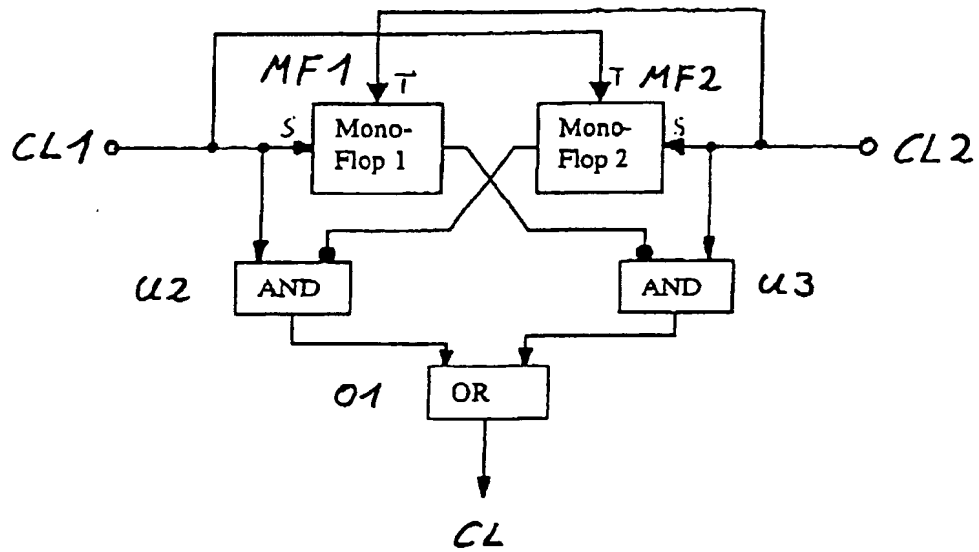 MF1
T
T
MF2
CL1
S
Mono-
Flop 1
Mono-
Flop 2
S
CL2
U2
AND
AND
U3
O1
OR
CL